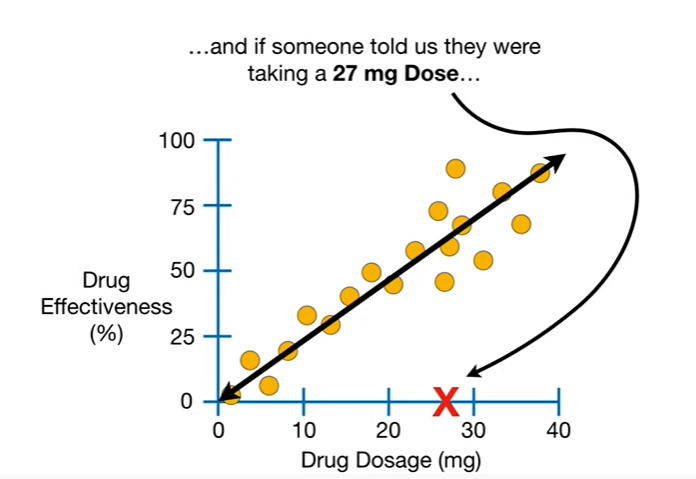 ...and if someone told us they were
taking a 27 mg Dose...
100
75
50
25
0
Drug
Effectiveness
(%)
0 10 20 30 40
Drug Dosage (mg)
X